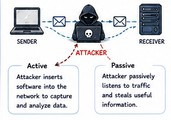 SENDER
RECEIVER
ATTACKER
Active
Attacker inserts
software into the
network to capture
and analyze data.
Passive
Attacker passively
listens to traffic
and steals useful
information.